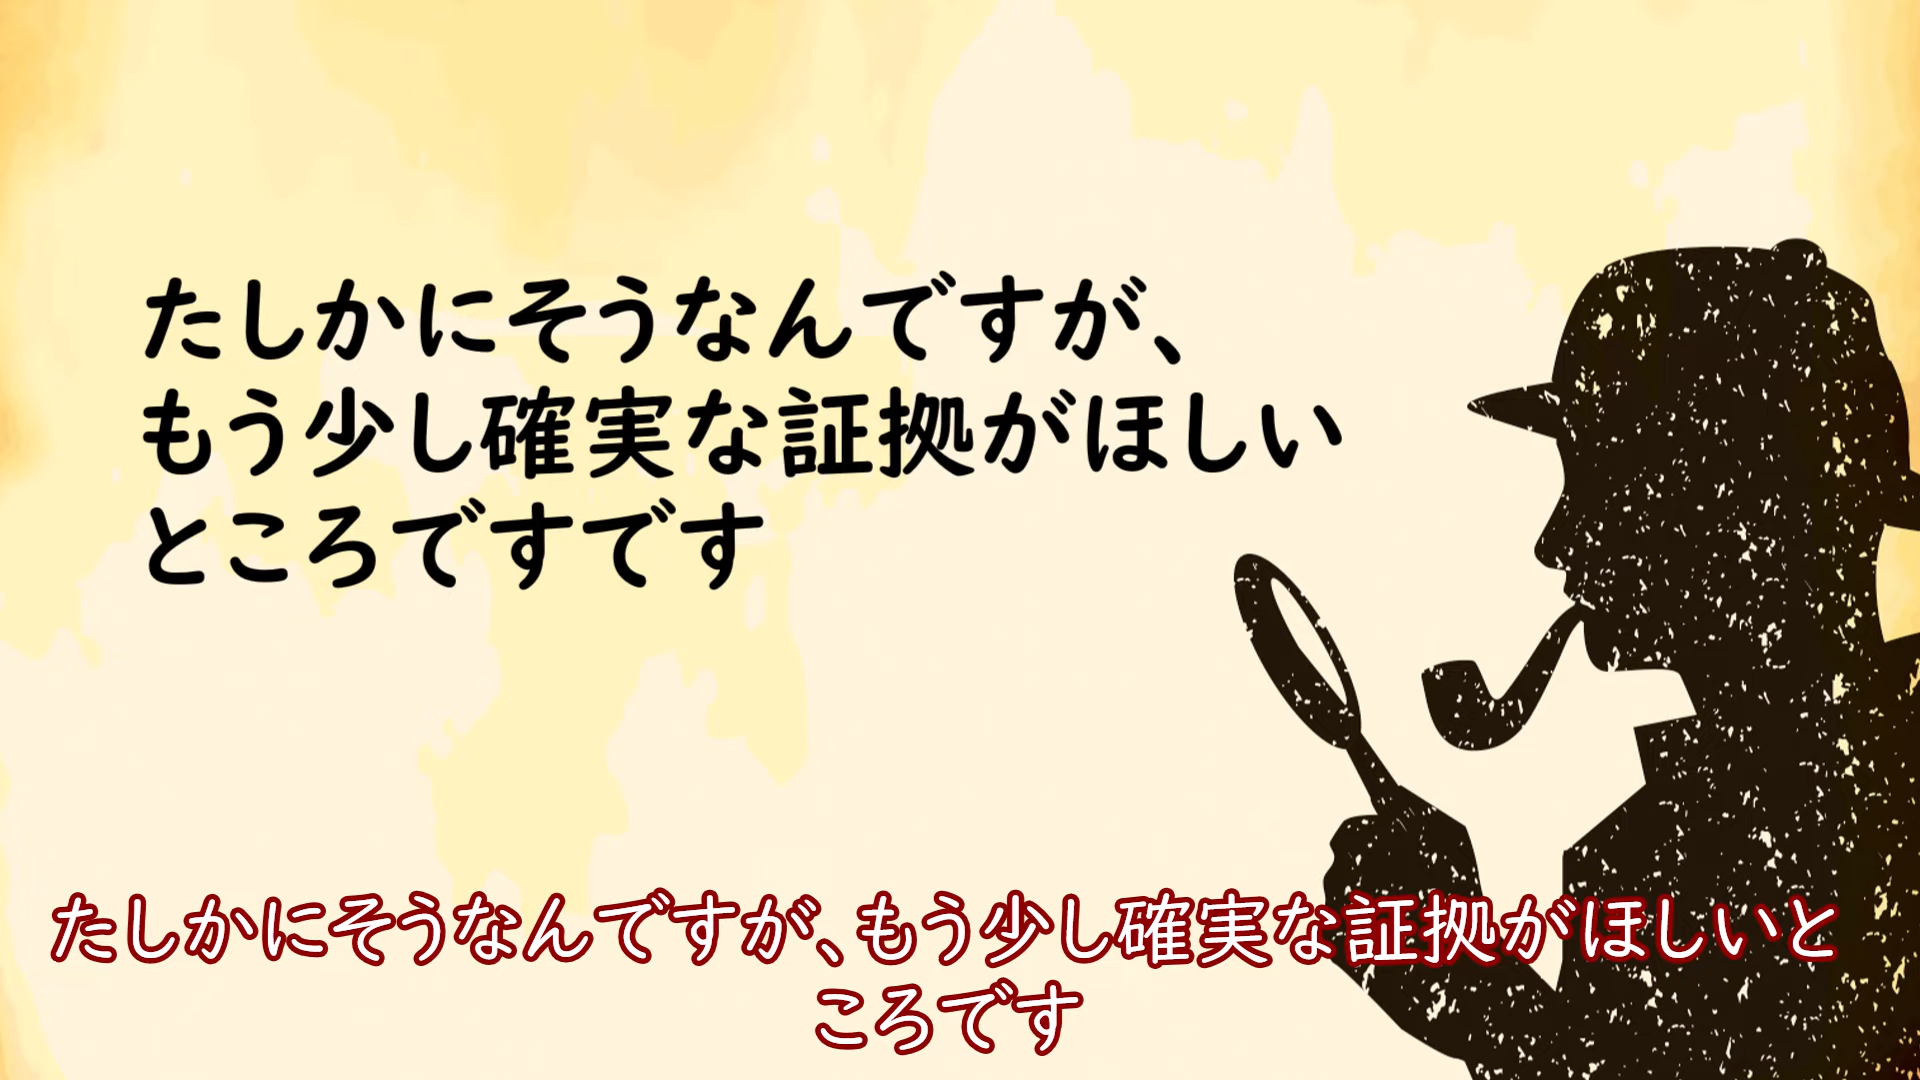 たしかにそうなんですが、
もう少し確実な証拠がほしい
ところですです
たしかにそうなんですが、もう少し確実な証拠がほしいと
ころです